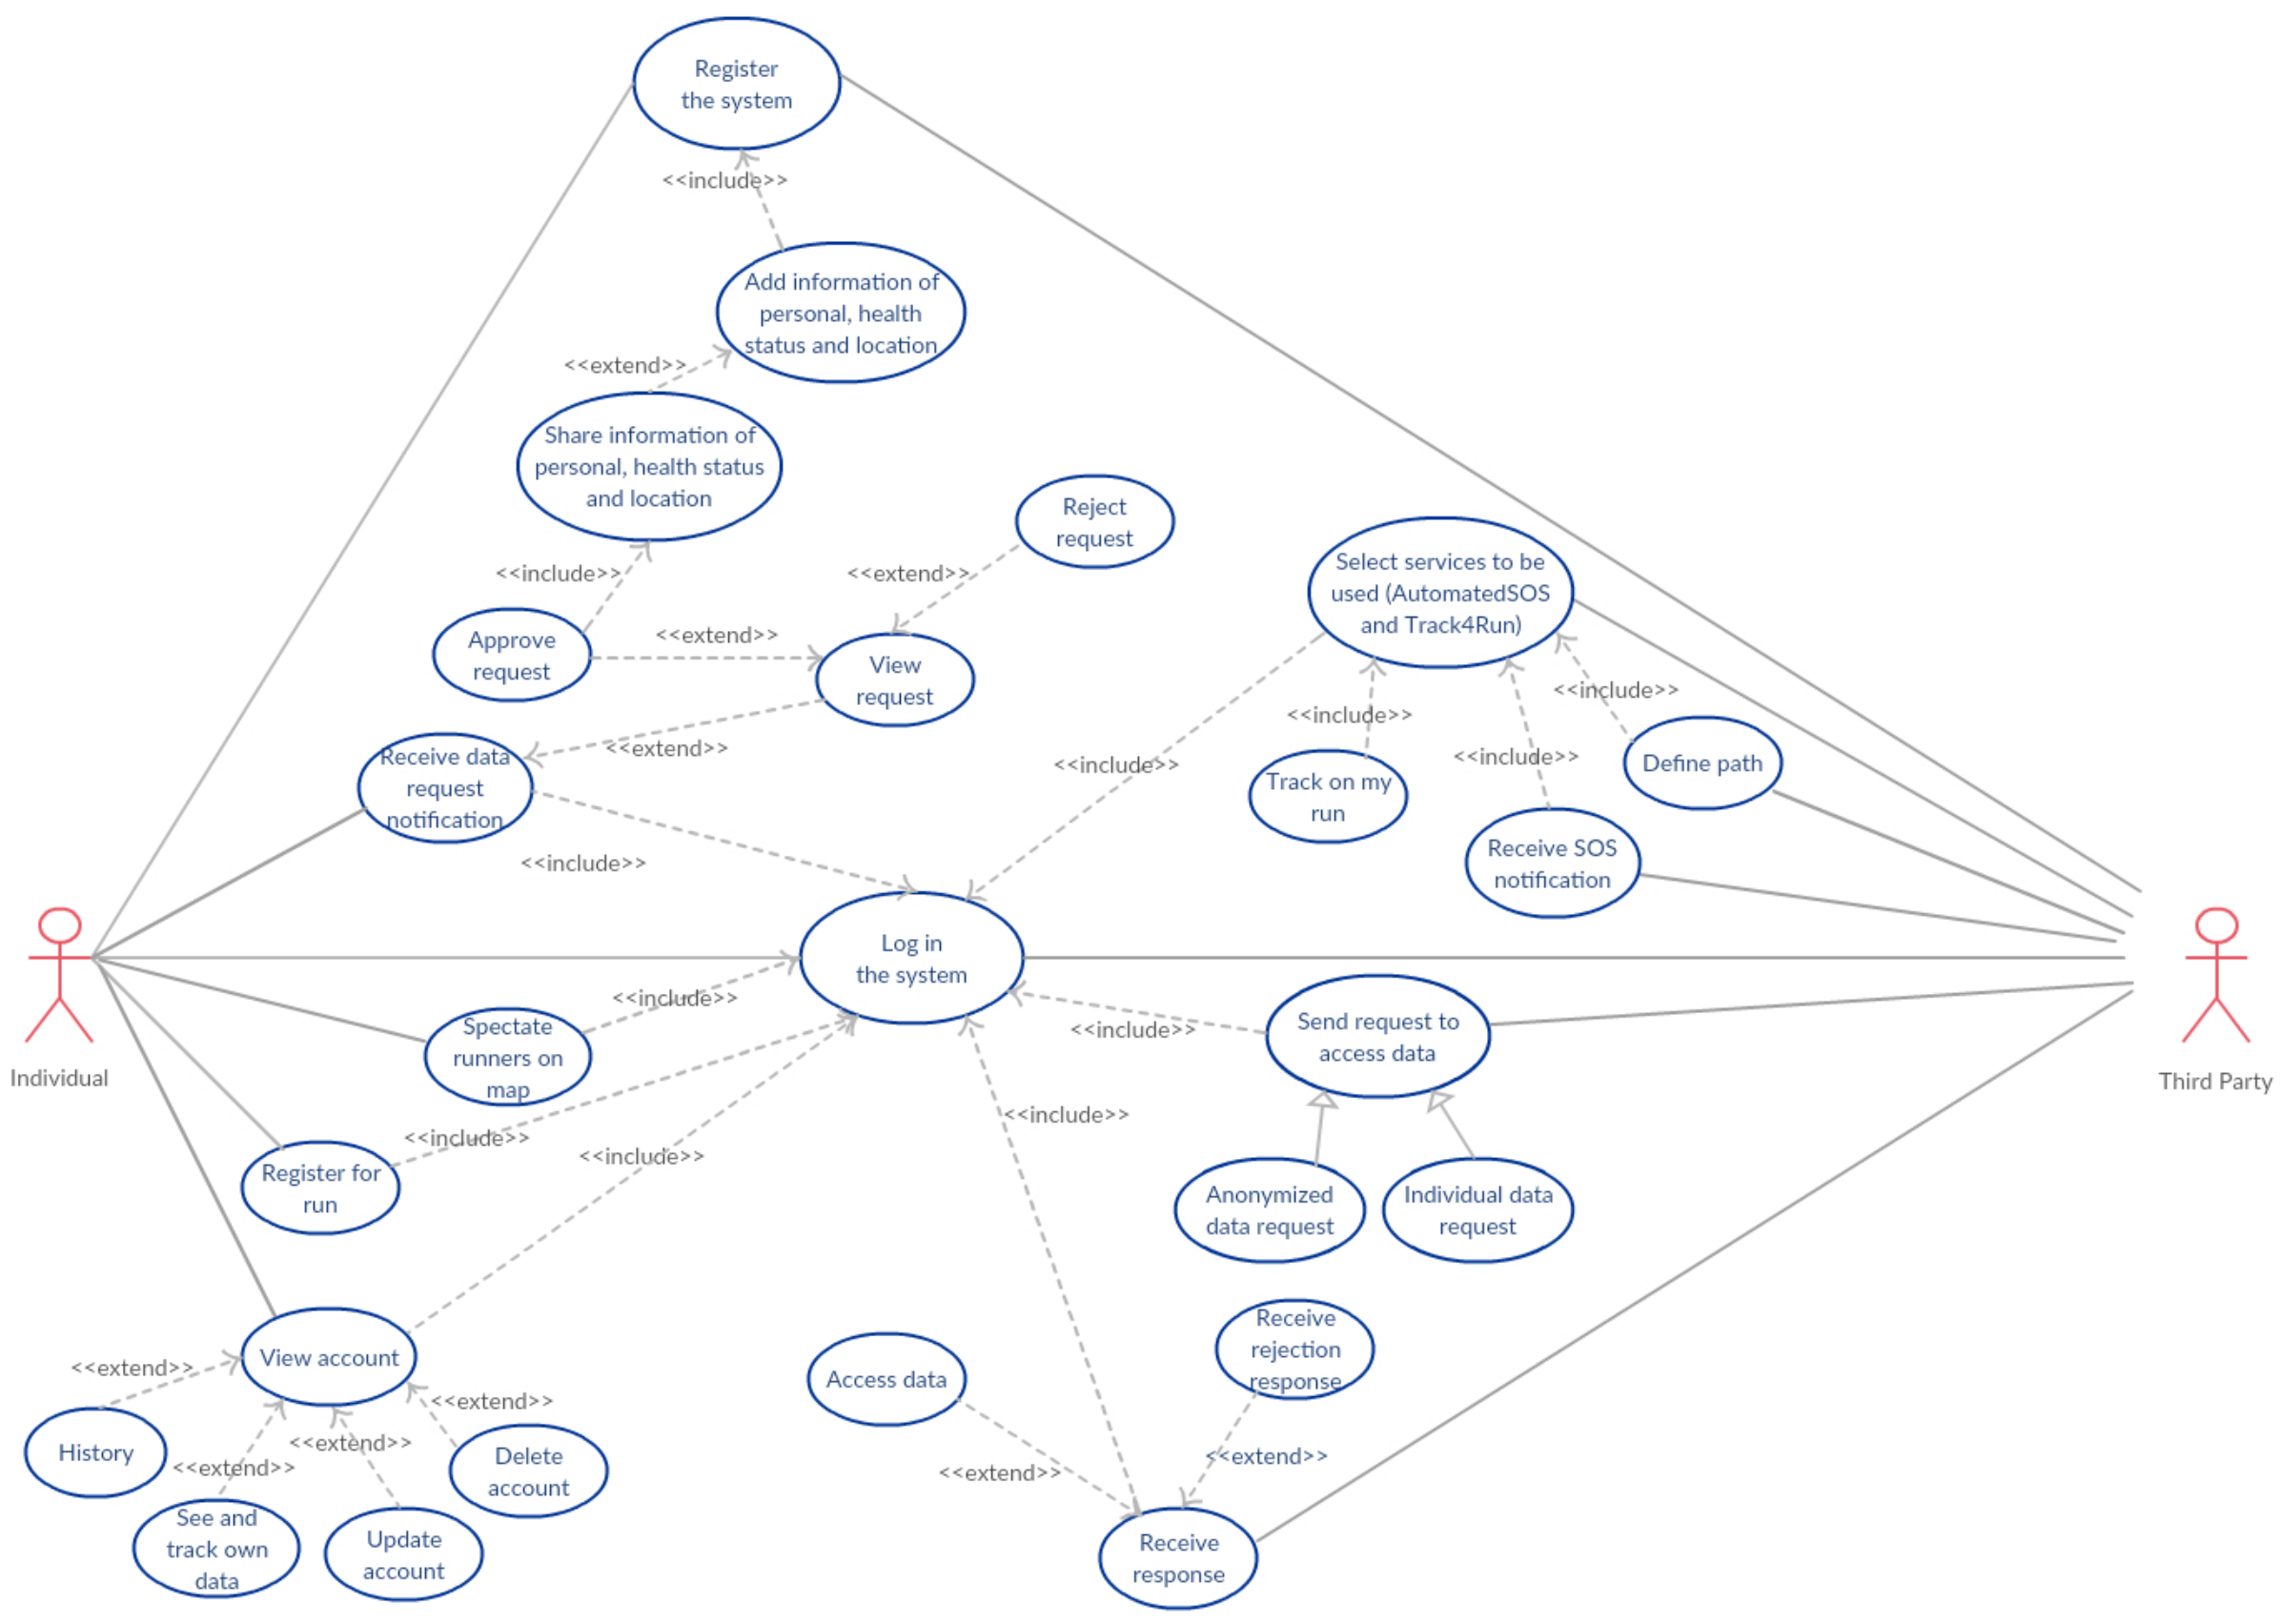 Register
the system
<<include>>
Add information of
personal, health
status and location
<<extend>>
Share information of
personal, health status
and location
<<include>>
Approve
request
<<extend>>
Reject
request
<<extend>>
View
request
<<extend>>
Receive data
request
notification
<<include>>
Select services to be
used (AutomatedSOS
and Track4Run)
<<include>>
<<include>>
<<include>>
<<include>>
Track on my
run
Receive SOS
notification
Define path
Log in
the system
Individual
Third Party
Spectate
runners on
map
<<include>>
Register for
run
<<include>>
<<include>>
<<include>>
Send request to
access data
<<include>>
Anonymized
data request
Individual data
request
View account
<<extend>>
<<extend>>
<<extend>>
<<extend>>
History
See and
track own
data
Update
account
Delete
account
Access data
<<extend>>
Receive
rejection
response
<<extend>>
Receive
response